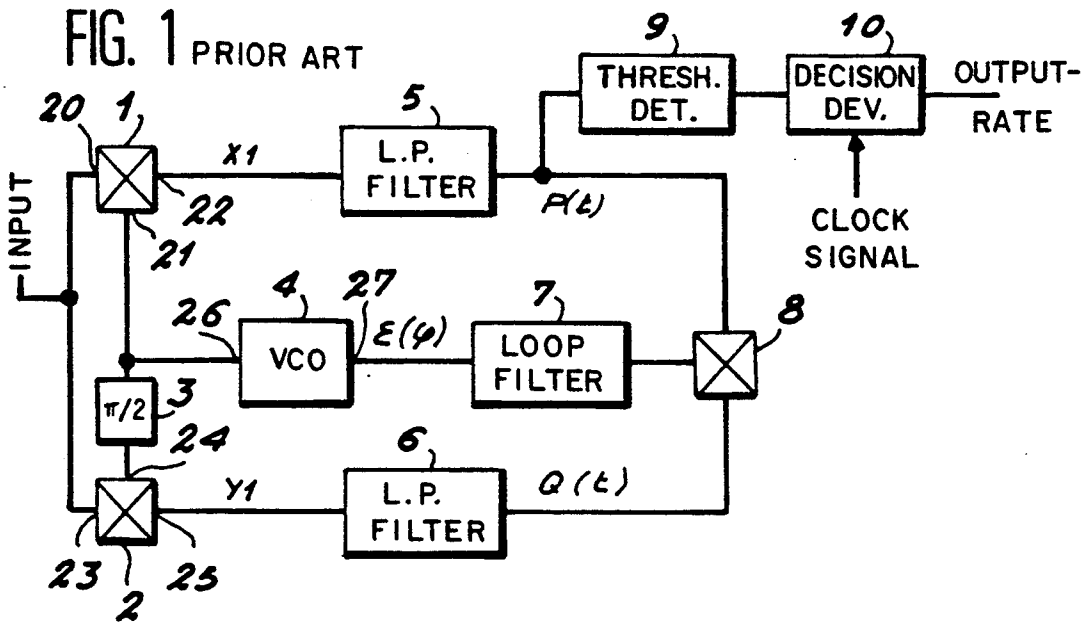 FIG. 1 PRIOR ART
9
10
THRESH.
DET.
DECISION
DEV.
OUTPUT-
RATE
20
1
5
X1
L.P.
FILTER
P(t)
22
21
INPUT
CLOCK
SIGNAL
26
4
27
VCO
ε(φ)
7
LOOP
FILTER
8
π/2
3
24
6
Y1
L.P.
FILTER
Q(t)
23
2
25